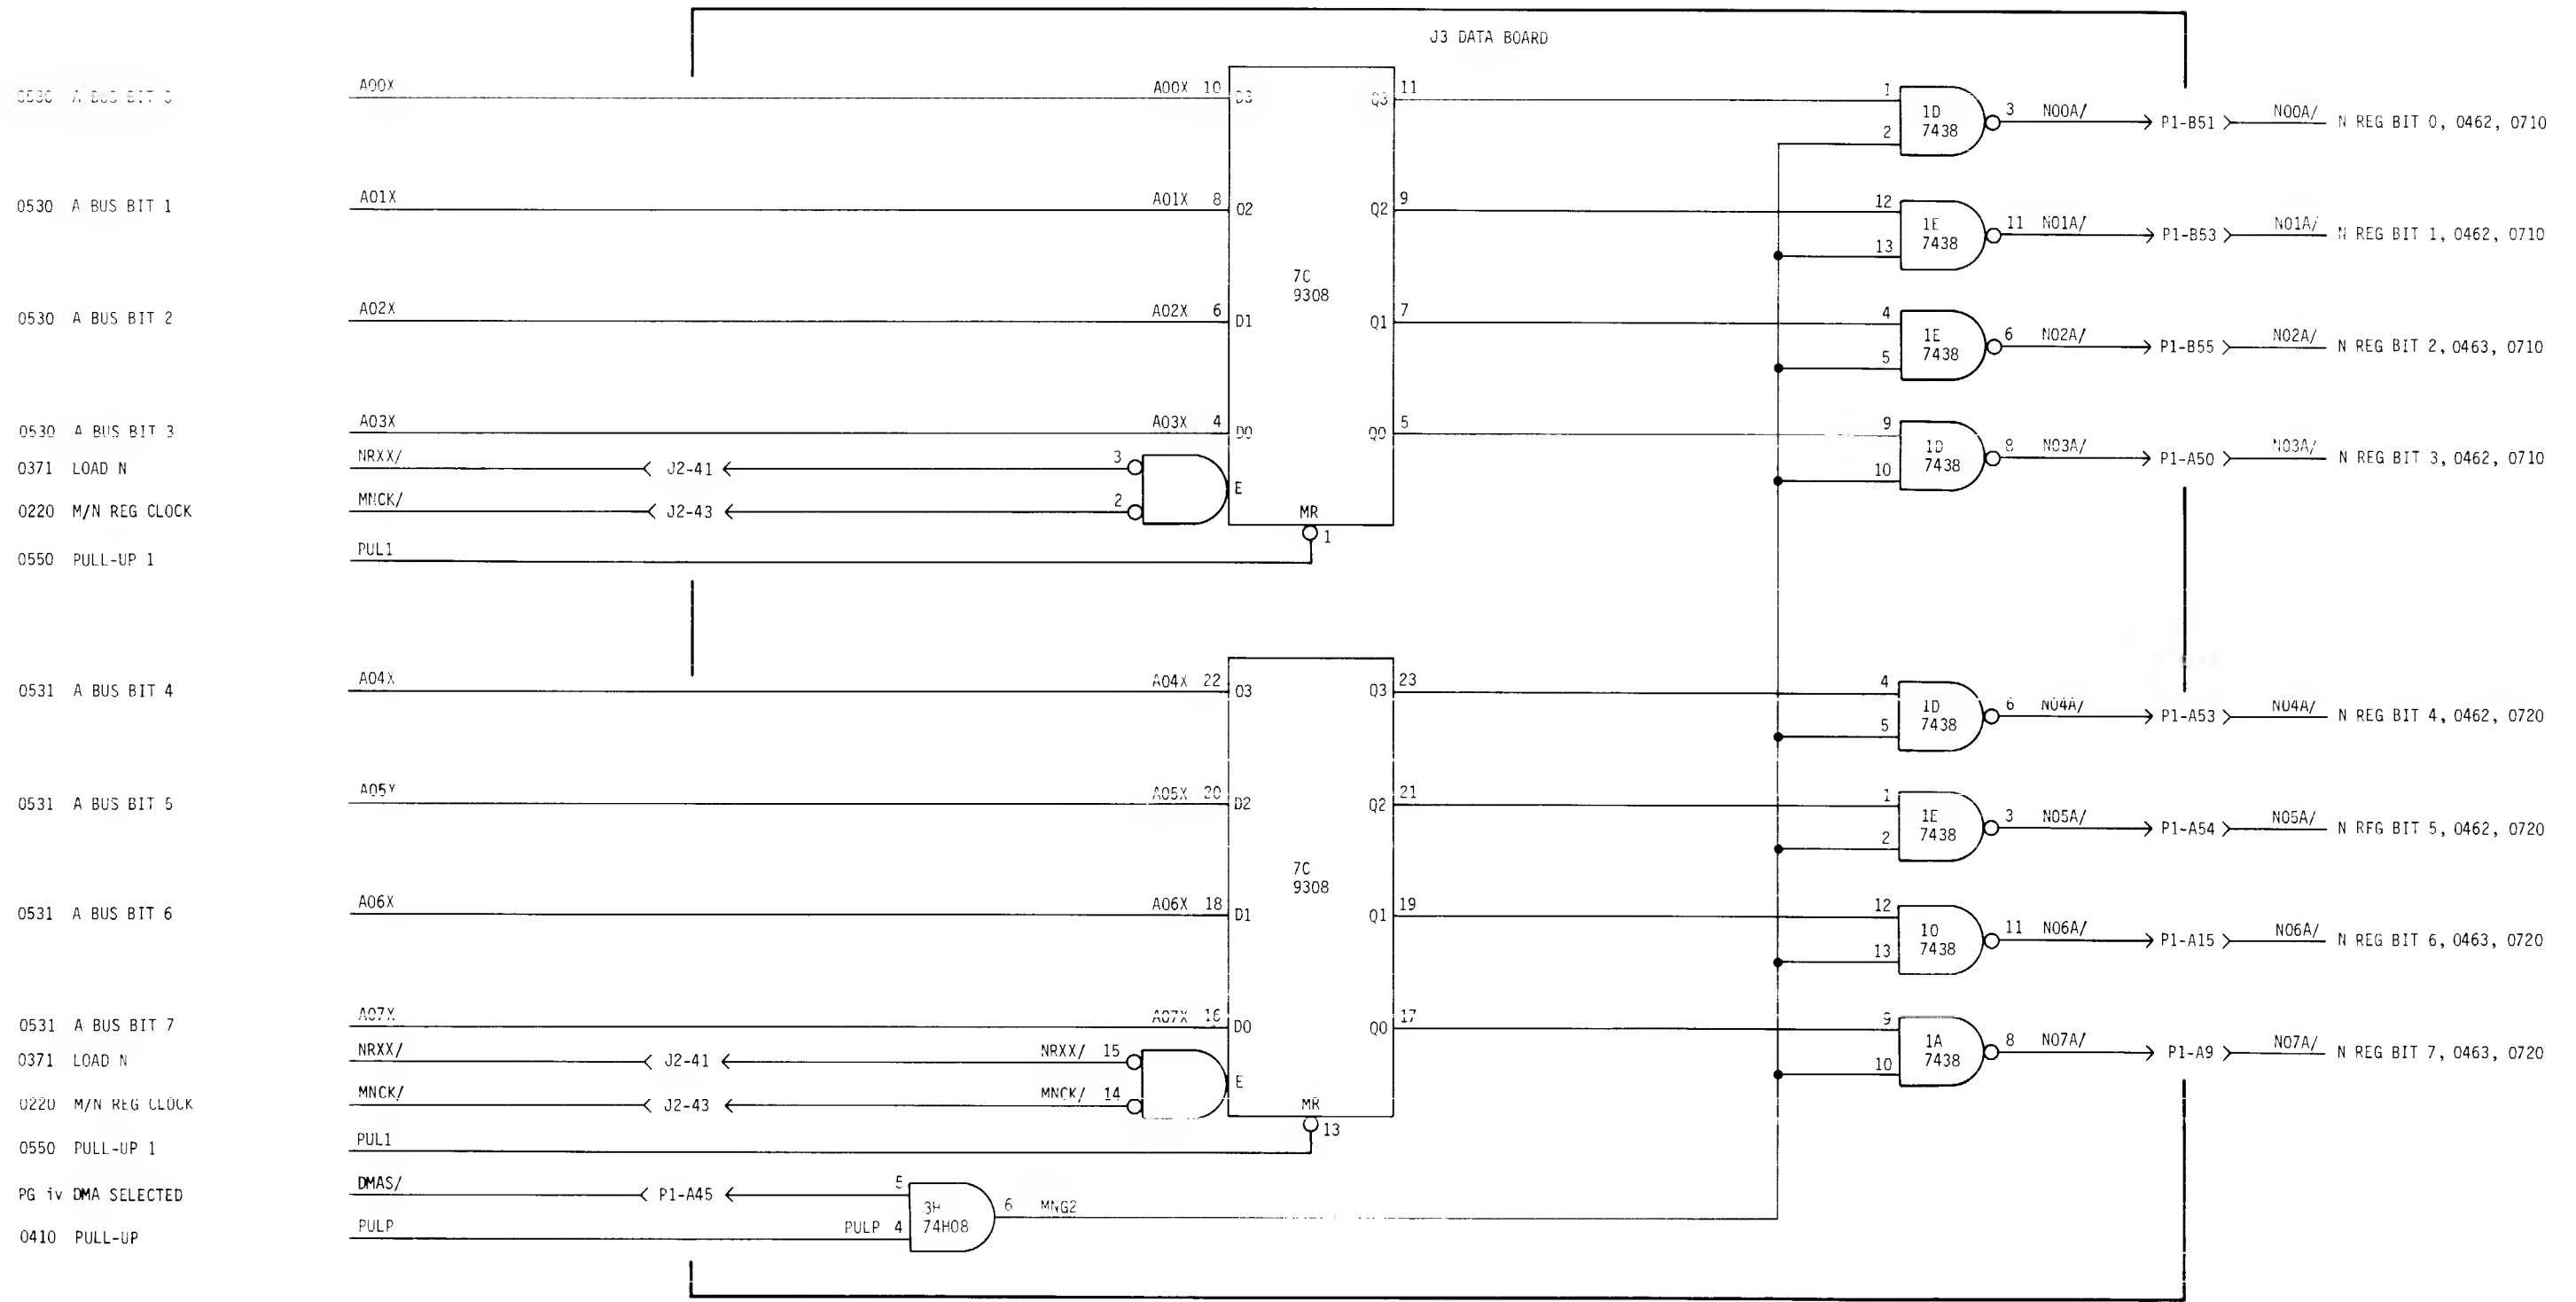 J3 DATA BOARD
A00X A00X 10 D3 Q3 11 1 1D 7438 2 3 N00A/ P1-B51 N00A/ N REG BIT 0, 0462, 0710
0530 A BUS BIT 1 A01X A01X 8 02 Q2 9 12 1E 7438 13 11 N01A/ P1-B53 N01A/ N REG BIT 1, 0462, 0710
7C
9308
0530 A BUS BIT 2 A02X A02X 6 D1 Q1 7 4 1E 7438 5 6 N02A/ P1-B55 N02A/ N REG BIT 2, 0463, 0710
0530 A BUS BIT 3 A03X A03X 4 D0 Q0 5 9 1D 7438 10 8 N03A/ P1-A50 N03A/ N REG BIT 3, 0462, 0710
0371 LOAD N NRXX/ J2-41 3 E
0220 M/N REG CLOCK MNCK/ J2-43 2
MR
0550 PULL-UP 1 PUL1 1
0531 A BUS BIT 4 A04X A04X 22 03 Q3 23 4 1D 7438 5 6 N04A/ P1-A53 N04A/ N REG BIT 4, 0462, 0720
0531 A BUS BIT 5 A05X 20 D2 Q2 21 1 1E 7438 2 3 N05A/ P1-A54 N05A/ N RFG BIT 5, 0462, 0720
7C
9308
0531 A BUS BIT 6 A06X A06X 18 D1 Q1 19 12 10 7438 13 11 N06A/ P1-A15 N06A/ N REG BIT 6, 0463, 0720
0531 A BUS BIT 7 A07X A07X 16 D0 Q0 17 9 1A 7438 10 8 N07A/ P1-A9 N07A/ N REG BIT 7, 0463, 0720
0371 LOAD N NRXX/ J2-41 NRXX/ 15 E
0220 M/N REG CLOCK MNCK/ J2-43 MNCK/ 14
MR
0550 PULL-UP 1 PUL1 13
PG iv DMA SELECTED DMAS/ P1-A45 5 3H 74H08 6 MNG2
0410 PULL-UP PULP PULP 4